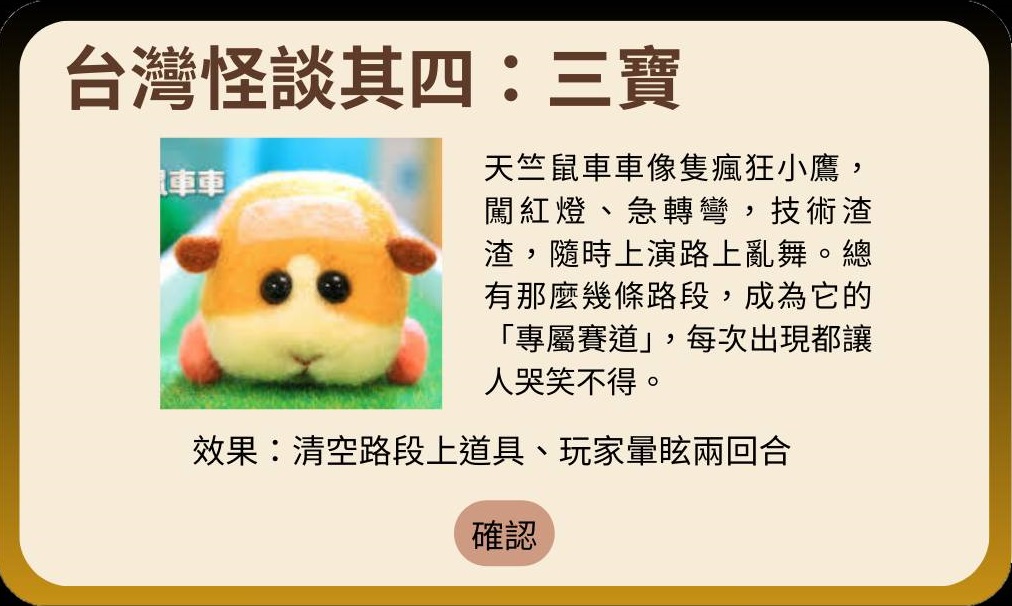 台灣怪談其四：三寶
鼠車車
天竺鼠車車像隻瘋狂小鷹，
闖紅燈、急轉彎，技術渣
渣，隨時上演路上亂舞。總
有那麼幾條路段，成為它的
「專屬賽道」，每次出現都讓
人哭笑不得。
效果：清空路段上道具、玩家暈眩兩回合
確認